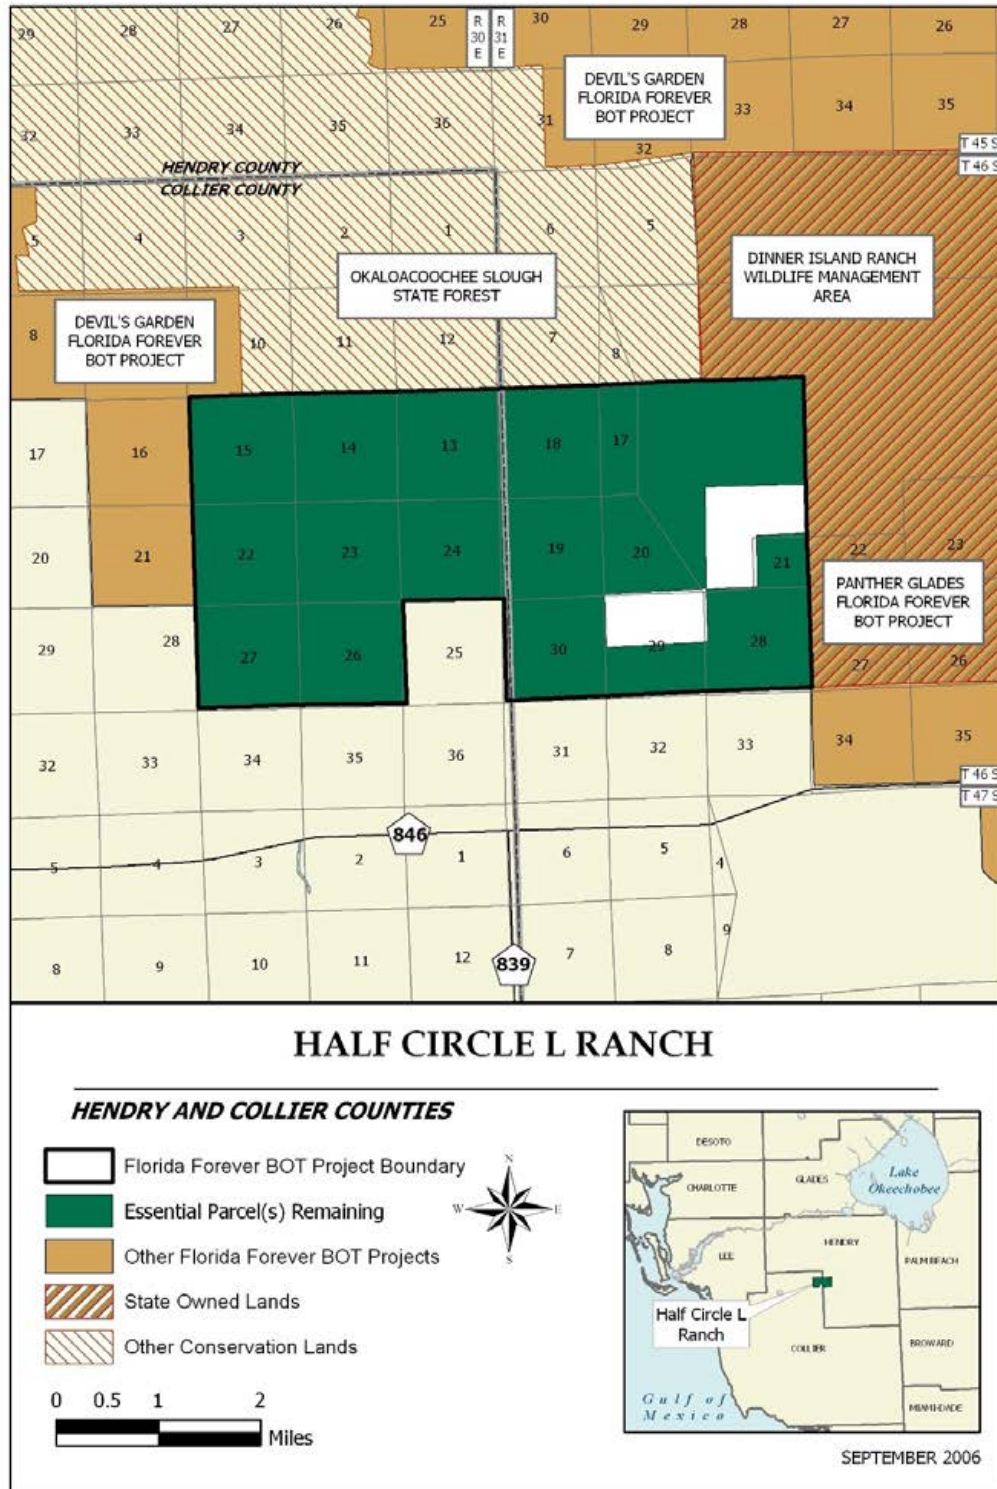 25
R
30
E
R
31
E
30
29
28
27
26
29
28
27
DEVIL'S GARDEN
FLORIDA FOREVER
BOT PROJECT
32
33
34
35
36
31
32
33
34
35
T 45 S
T 46 S
HENDRY COUNTY
COLLIER COUNTY
5
4
3
2
1
6
5
OKALOACOOCHEE SLOUGH
STATE FOREST
DINNER ISLAND RANCH
WILDLIFE MANAGEMENT
AREA
DEVIL'S GARDEN
FLORIDA FOREVER
BOT PROJECT
8
10
11
12
7
8
17
16
15
14
13
18
17
20
21
22
23
24
19
20
21
22
23
PANTHER GLADES
FLORIDA FOREVER
BOT PROJECT
29
28
27
26
25
30
29
28
27
26
32
33
34
35
36
31
32
33
34
35
T 46 S
T 47 S
846
5
4
3
2
1
6
5
4
8
9
10
11
12
839
7
8
9
HALF CIRCLE L RANCH
HENDRY AND COLLIER COUNTIES
Florida Forever BOT Project Boundary
Essential Parcel(s) Remaining
Other Florida Forever BOT Projects
State Owned Lands
Other Conservation Lands
N
W
E
S
0 0.5 1 2
Miles
DESOTO
CHARLOTTE
GLADES
Lake
Okeechobee
LEE
HENDRY
PALM BEACH
Half Circle L
Ranch
COLLIER
BROWARD
MIAMI-DADE
Gulf of
Mexico
SEPTEMBER 2006